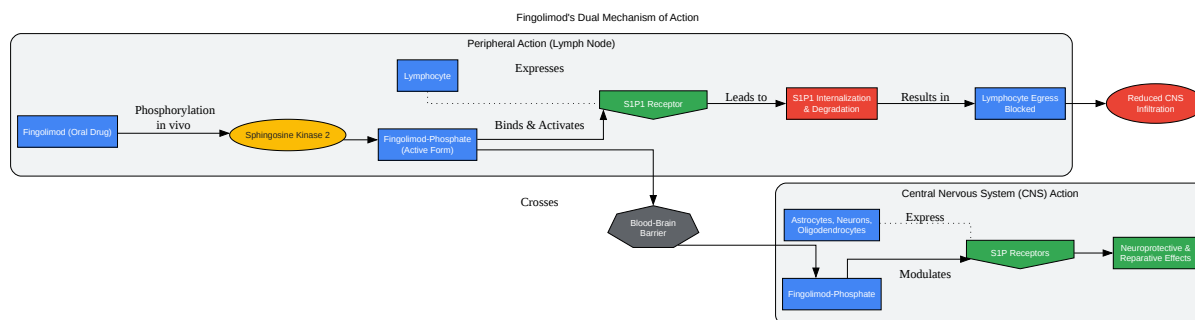 Fingolimod's Dual Mechanism of Action
Peripheral Action (Lymph Node)
Lymphocyte
Expresses
S1P1 Receptor
Leads to
S1P1 Internalization
& Degradation
Results in
Lymphocyte Egress
Blocked
Reduced CNS
Infiltration
Fingolimod (Oral Drug)
Phosphorylation
in vivo
Sphingosine Kinase 2
Fingolimod-Phosphate
(Active Form)
Binds & Activates
Crosses
Blood-Brain
Barrier
Central Nervous System (CNS) Action
Astrocytes, Neurons,
Oligodendrocytes
Express
S1P Receptors
Neuroprotective &
Reparative Effects
Fingolimod-Phosphate
Modulates